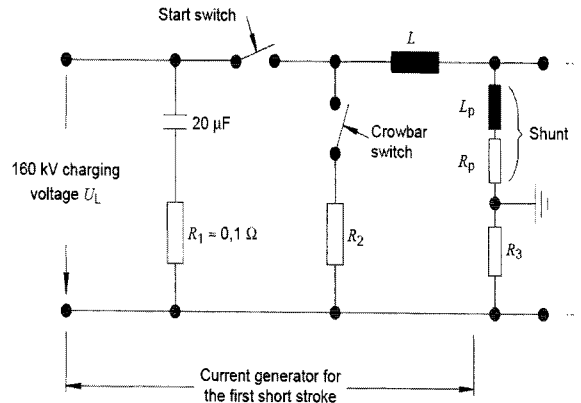 Start switch
L
20 µF
Crowbar
switch
Lp
Rp
Shunt
160 kV charging
voltage UL
R1 = 0,1 Ω
R2
R3
Current generator for
the first short stroke